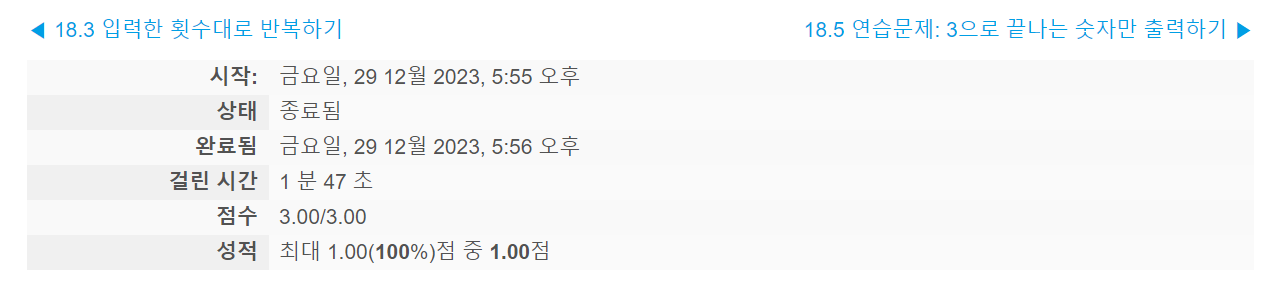 ◀ 18.3 입력한 횟수대로 반복하기
18.5 연습문제: 3으로 끝나는 숫자만 출력하기 ▶
시작: 금요일, 29 12월 2023, 5:55 오후
상태 종료됨
완료됨 금요일, 29 12월 2023, 5:56 오후
걸린 시간 1 분 47 초
점수 3.00/3.00
성적 최대 1.00(100%)점 중 1.00점